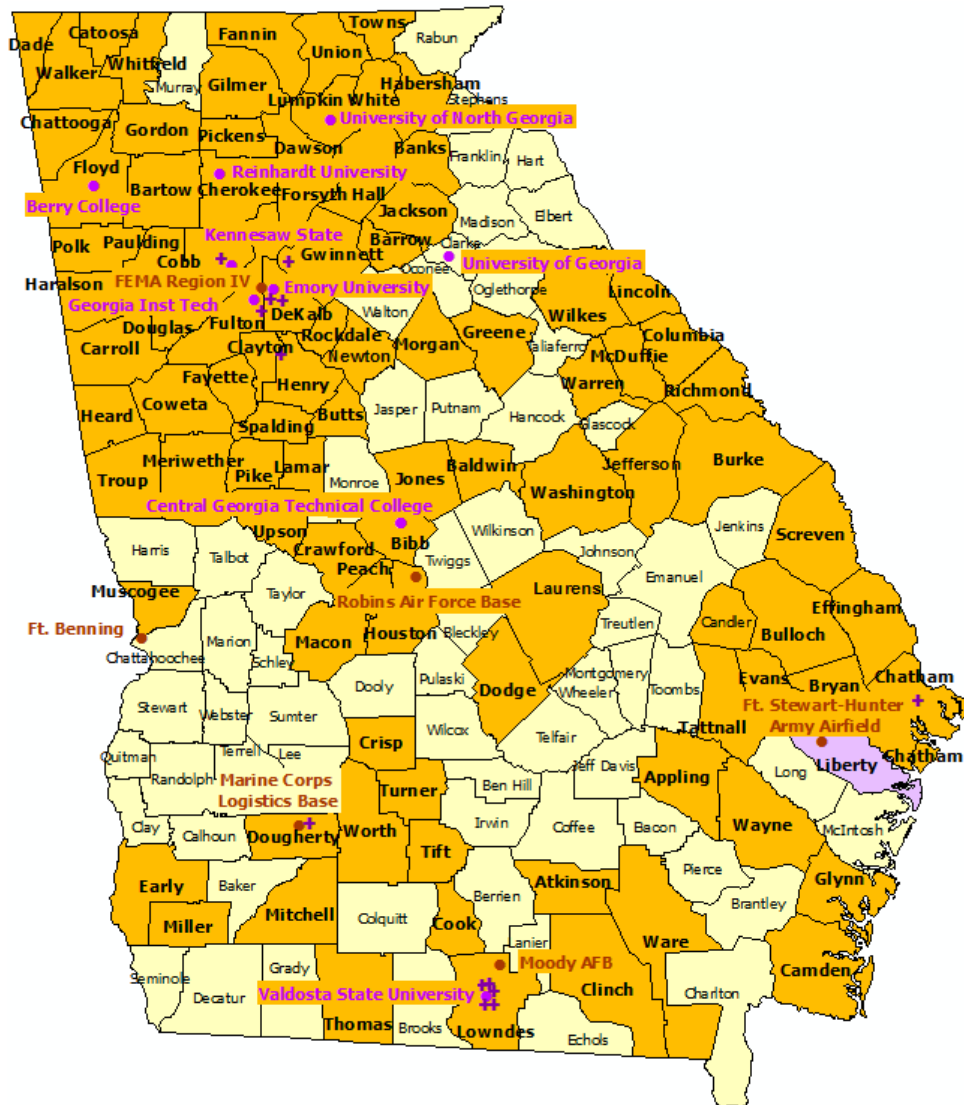 Towns
Rabun
Catoosa
Fannin
Dade
Union
Whitfield
Walker
Murray
Gilmer
Habersham
Stephens
Lumpkin
White
University of North Georgia
Chattooga
Gordon
Pickens
Dawson
Banks
Franklin
Hart
Floyd
Reinhardt University
Bartow
Cherokee
Forsyth
Hall
Berry College
Jackson
Madison
Elbert
Kennesaw State
Polk
Paulding
Barrow
Clarke
Cobb
Gwinnett
University of Georgia
Oconee
Haralson
FEMA Region IV
Emory University
Oglethorpe
Lincoln
Georgia Inst Tech
Walton
Wilkes
Fulton
DeKalb
Douglas
Rockdale
Greene
Columbia
Carroll
Clayton
Newton
Morgan
Taliaferro
McDuffie
Fayette
Henry
Warren
Richmond
Heard
Coweta
Butts
Jasper
Putnam
Hancock
Glascock
Spalding
Meriwether
Pike
Lamar
Baldwin
Jefferson
Burke
Troup
Monroe
Jones
Washington
Central Georgia Technical College
Jenkins
Upson
Wilkinson
Screven
Harris
Talbot
Crawford
Bibb
Twiggs
Johnson
Peach
Emanuel
Muscogee
Taylor
Laurens
Robins Air Force Base
Effingham
Ft. Benning
Marion
Macon
Houston
Bleckley
Treutlen
Candler
Bulloch
Chattahoochee
Schley
Dooly
Pulaski
Dodge
Montgomery
Wheeler
Toombs
Evans
Bryan
Chatham
Stewart
Webster
Sumter
Wilcox
Telfair
Tattnall
Ft. Stewart-Hunter
Army Airfield
Quitman
Terrell
Lee
Crisp
Chatham
Randolph
Marine Corps
Logistics Base
Jeff Davis
Appling
Long
Liberty
Turner
Ben Hill
Clay
Calhoun
Dougherty
Worth
Irwin
Coffee
Bacon
Wayne
McIntosh
Tift
Early
Baker
Pierce
Berrien
Atkinson
Glynn
Miller
Mitchell
Colquitt
Cook
Brantley
Lanier
Ware
Seminole
Grady
Moody AFB
Camden
Decatur
Valdosta State University
Clinch
Charlton
Thomas
Brooks
Lowndes
Echols